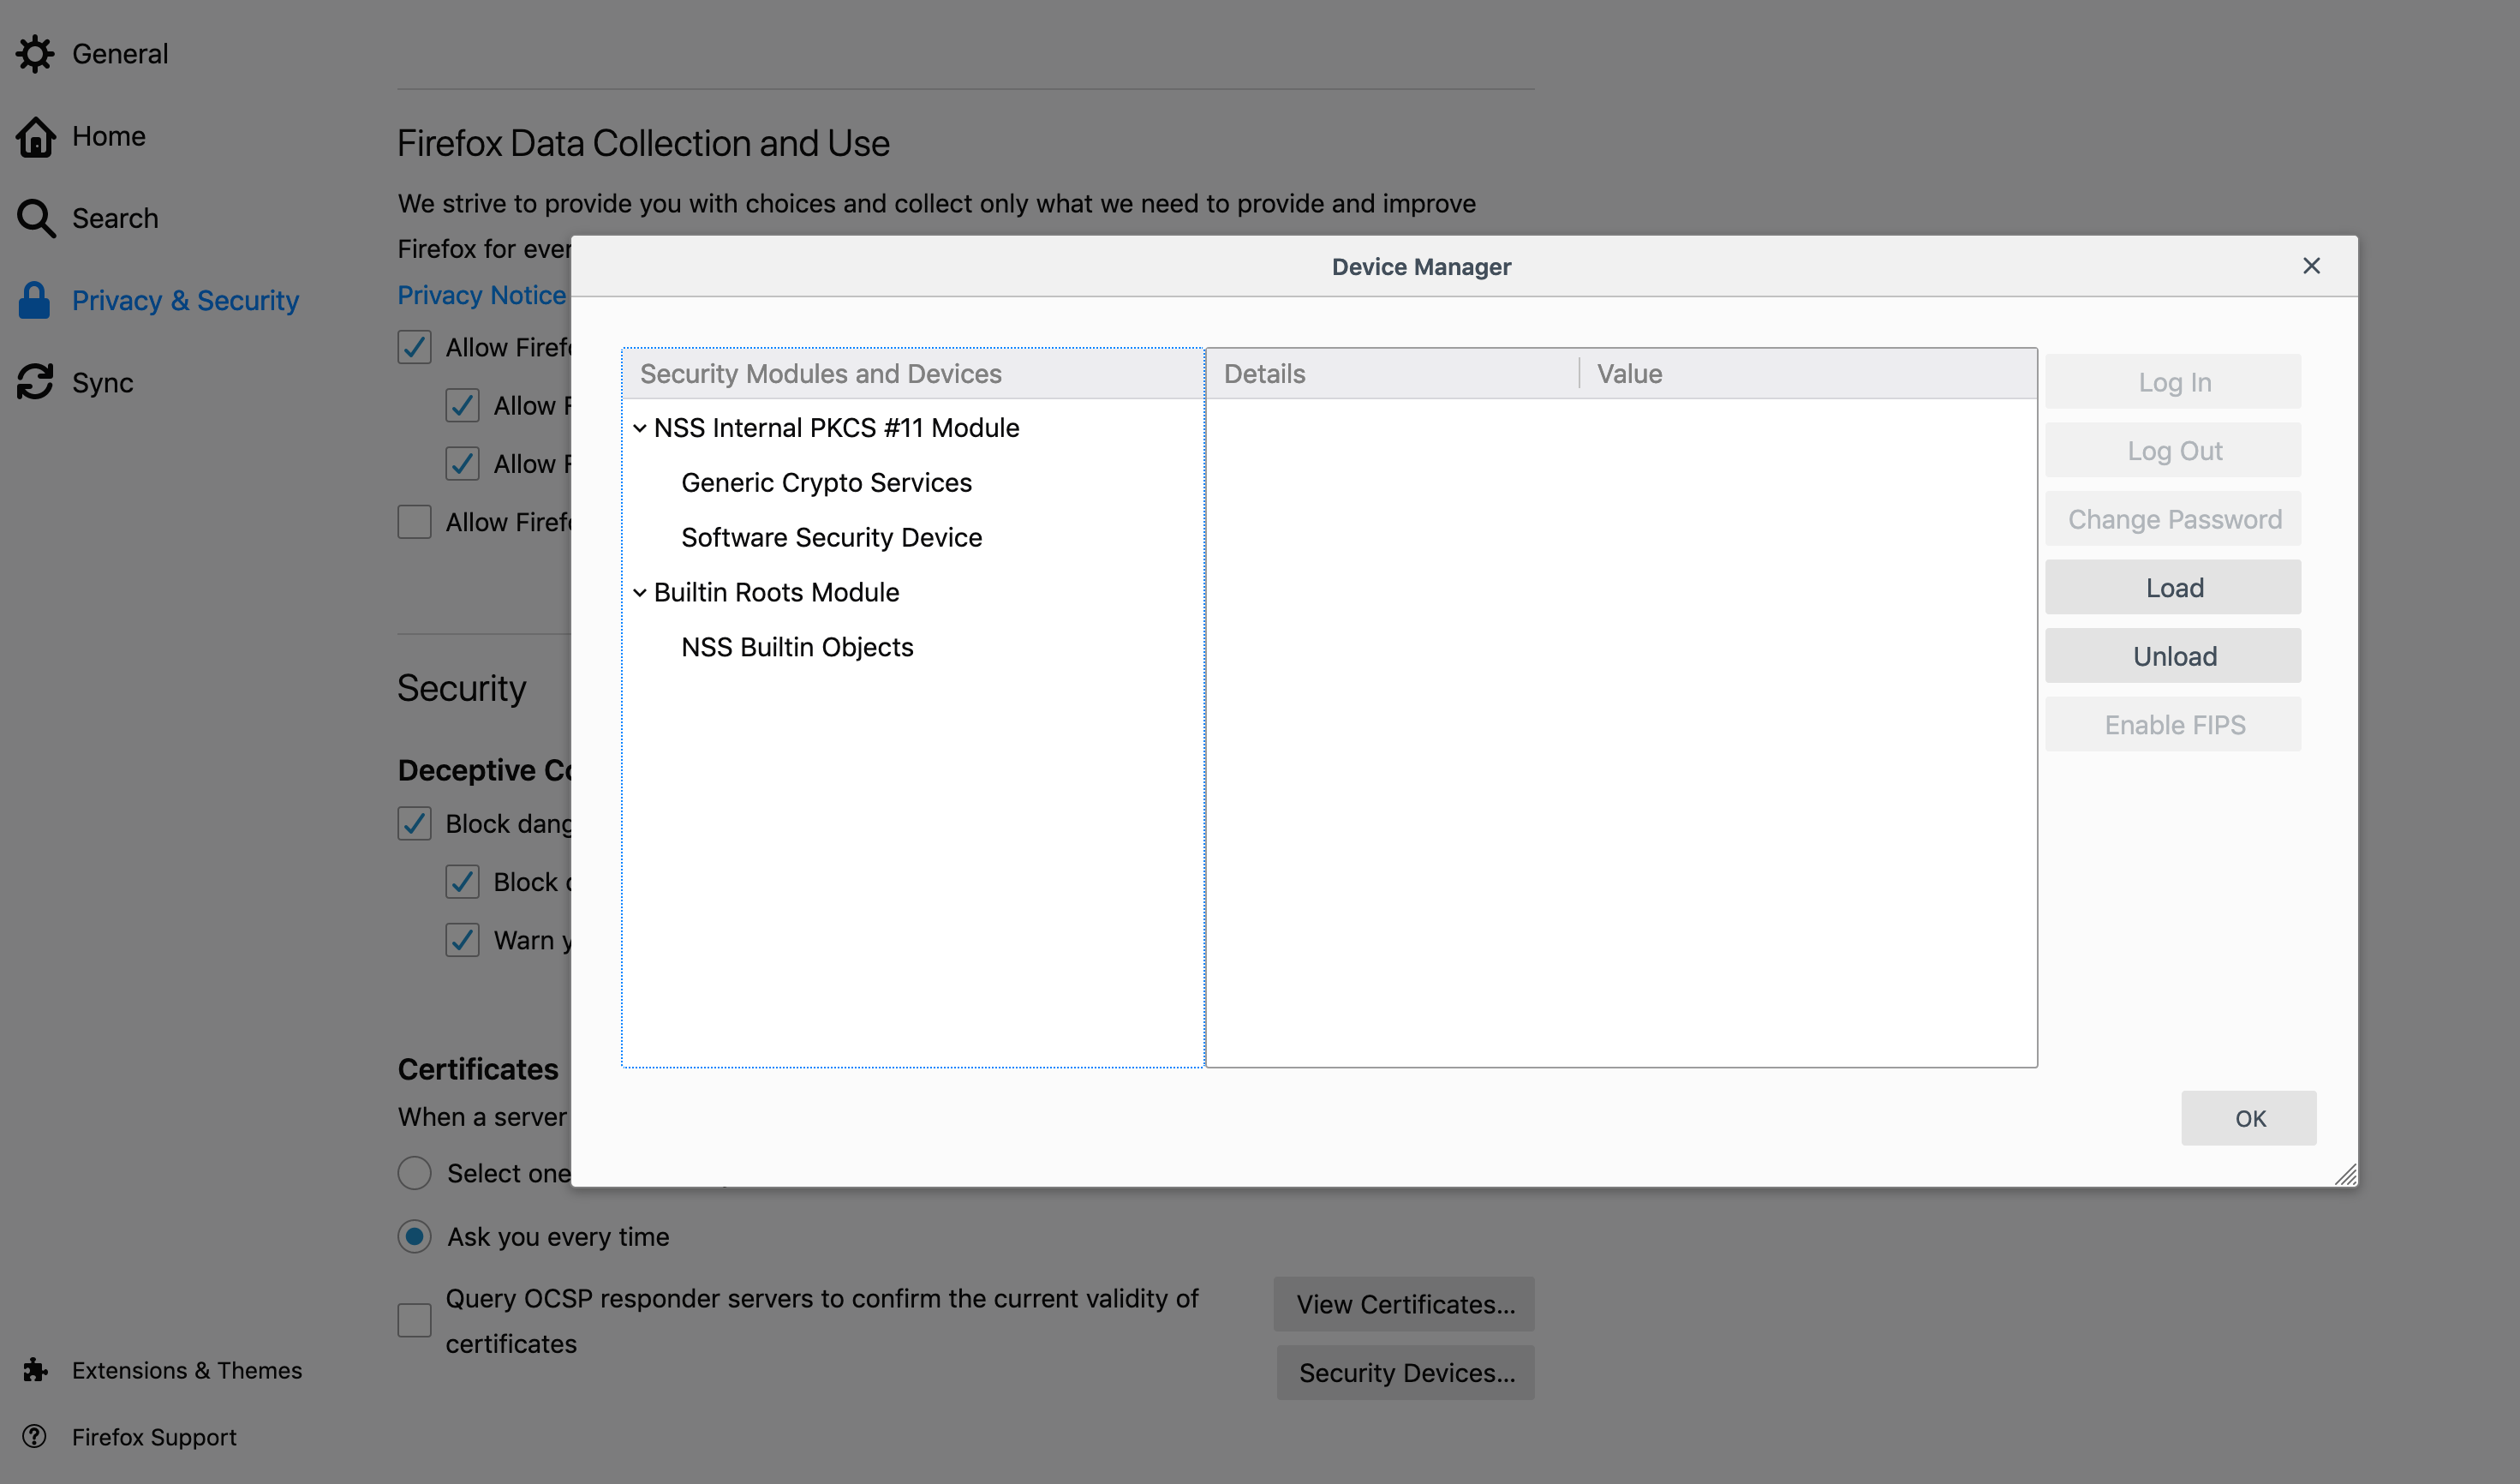 General
Home
Search
Privacy & Security
Sync
Extensions & Themes
Firefox Support
Firefox Data Collection and Use
We strive to provide you with choices and collect only what we need to provide and improve
Firefox for
Privacy Notice
Allow
Allow
Allow
Allow
Security
Deceptive
Block
Block
Warn
Certificates
When a server
Select one
Ask you every time
Query OCSP responder servers to confirm the current validity of
certificates
View Certificates...
Security Devices...
Device Manager
Security Modules and Devices
Details
Value
NSS Internal PKCS #11 Module
Generic Crypto Services
Software Security Device
Builtin Roots Module
NSS Builtin Objects
Log In
Log Out
Change Password
Load
Unload
Enable FIPS
OK